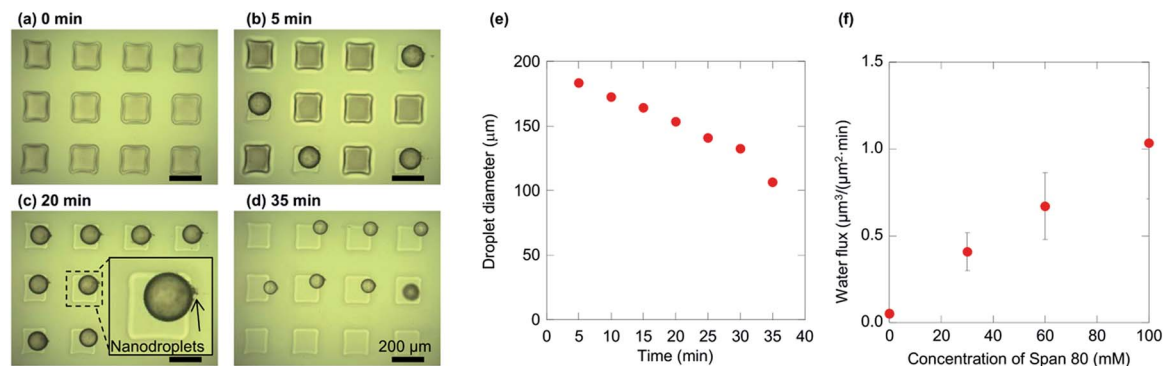 (a) 0 min
(b) 5 min
(c) 20 min
Nanodroplets
(d) 35 min
200 μm
(e)
200
150
100
50
0
0 5 10 15 20 25 30 35 40
Droplet diameter (μm)
Time (min)
(f)
1.5
1.0
0.5
0.0
0 20 40 60 80 100
Water flux (μm³/(μm²·min)
Concentration of Span 80 (mM)